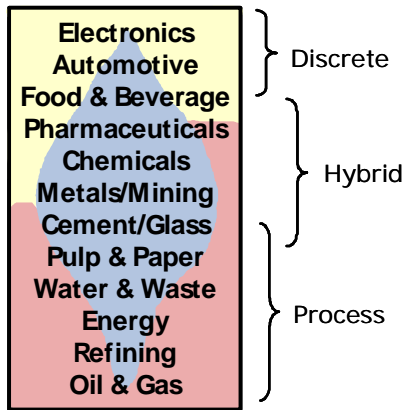 Electronics
Automotive
Food & Beverage
Pharmaceuticals
Chemicals
Metals/Mining
Cement/Glass
Pulp & Paper
Water & Waste
Energy
Refining
Oil & Gas
Discrete
Hybrid
Process